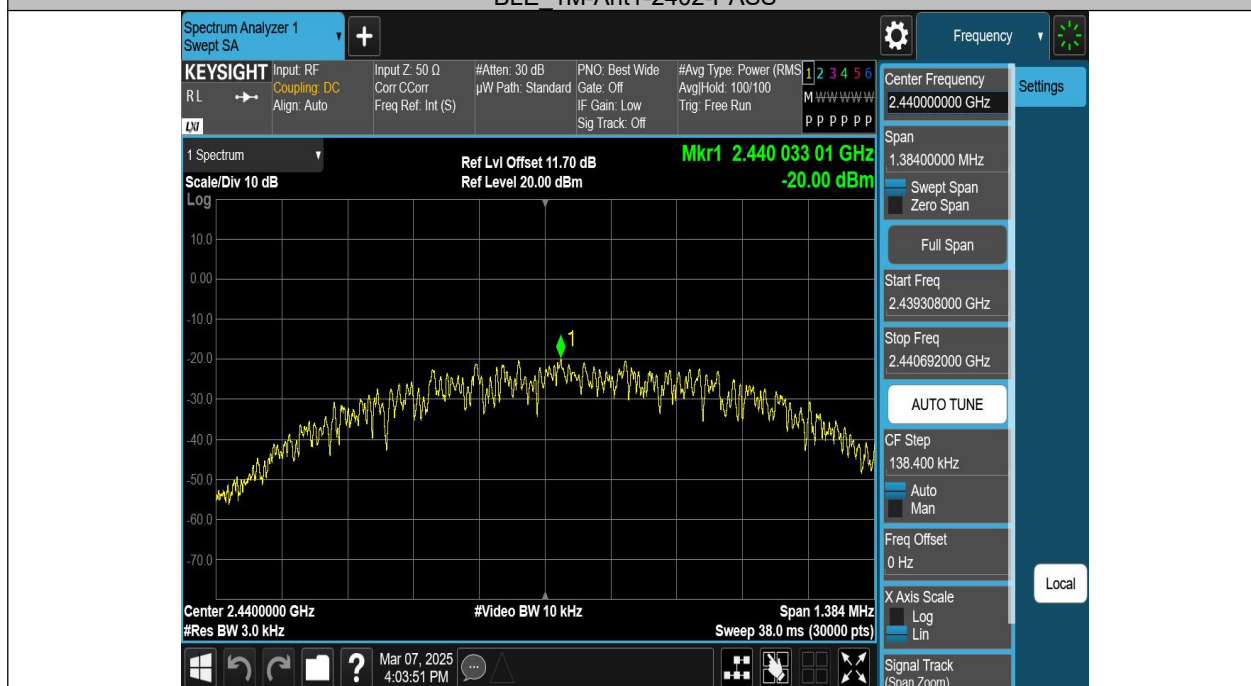 BLE_1M-Ant1-2402-PASS
Spectrum Analyzer 1
Swept SA
Frequency
KEYSIGHT
RL
LXI
Input: RF
Coupling: DC
Align: Auto
Input Z: 50 Ω
Corr CCorr
Freq Ref: Int (S)
#Atten: 30 dB
µW Path: Standard
PNO: Best Wide
Gate: Off
IF Gain: Low
Sig Track: Off
#Avg Type: Power (RMS
Avg|Hold: 100/100
Trig: Free Run
1 2 3 4 5 6
M W W W W W
P P P P P P
1 Spectrum
Scale/Div 10 dB
Log
Ref Lvl Offset 11.70 dB
Ref Level 20.00 dBm
Mkr1 2.440 033 01 GHz
-20.00 dBm
10.0
0.00
-10.0
1
-20.0
-30.0
-40.0
-50.0
-60.0
-70.0
Center 2.4400000 GHz
#Res BW 3.0 kHz
#Video BW 10 kHz
Span 1.384 MHz
Sweep 38.0 ms (30000 pts)
Mar 07, 2025
4:03:51 PM
Center Frequency
2.440000000 GHz
Settings
Span
1.38400000 MHz
Swept Span
Zero Span
Full Span
Start Freq
2.439308000 GHz
Stop Freq
2.440692000 GHz
AUTO TUNE
CF Step
138.400 kHz
Auto
Man
Freq Offset
0 Hz
Local
X Axis Scale
Log
Lin
Signal Track
(Span Zoom)